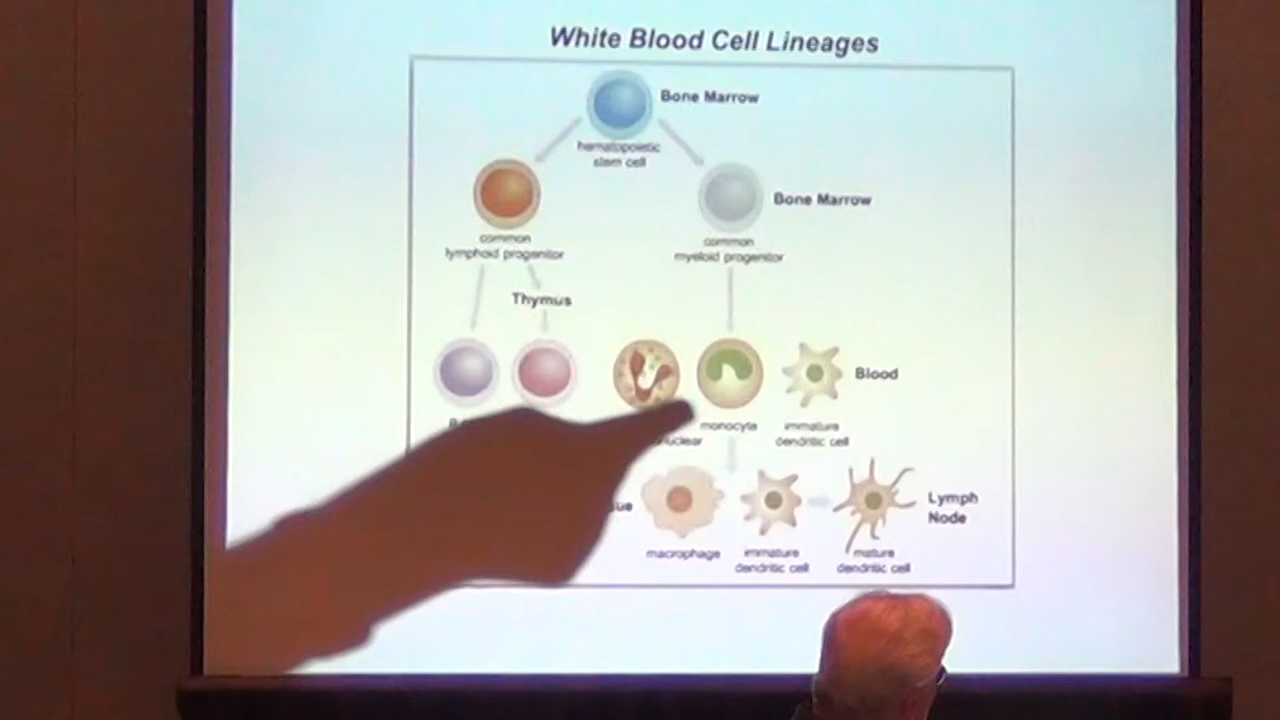 White Blood Cell Lineages
Bone Marrow
hematopoietic
stem cell
Bone Marrow
common
lymphoid progenitor
common
myeloid progenitor
Thymus
Blood
monocyte
immature
dendritic cell
Lymph
Node
macrophage
immature
dendritic cell
mature
dendritic cell